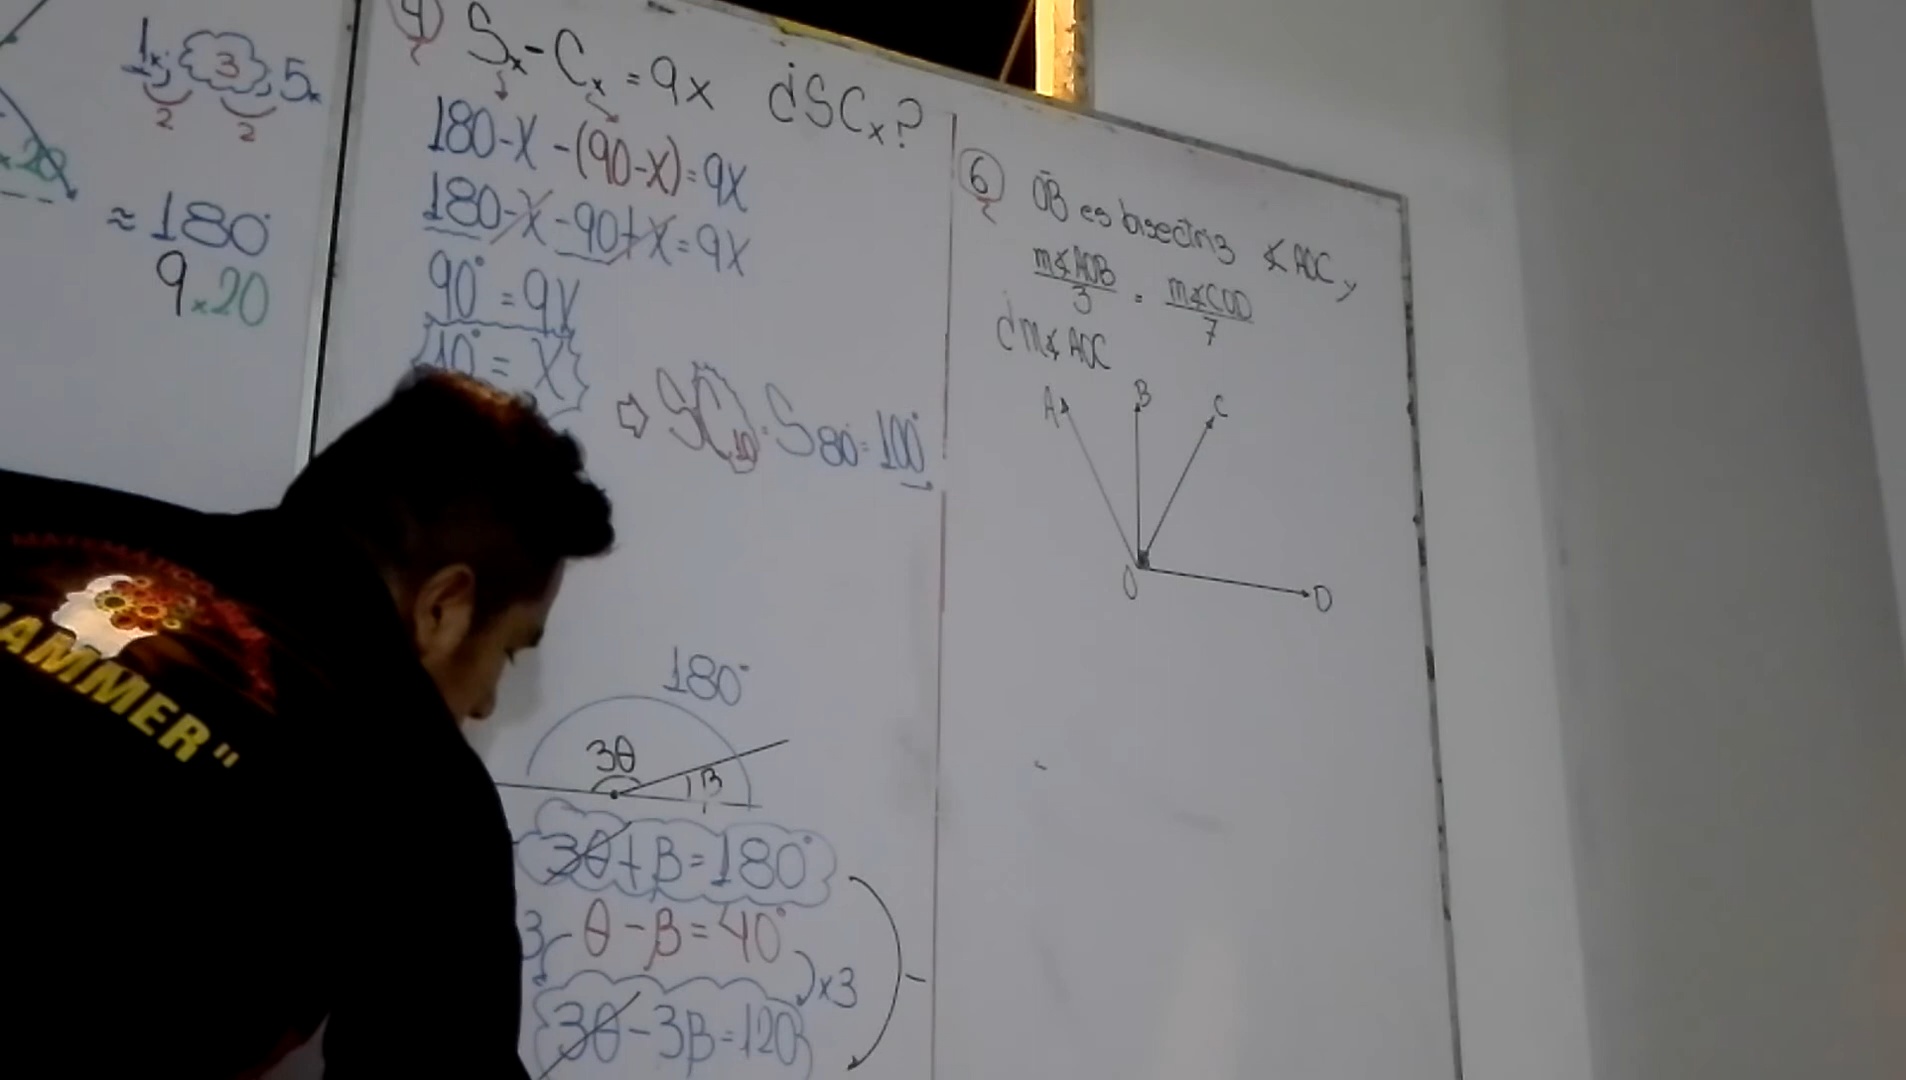 1x; 3; 5x
2 2
x20
≈ 180°
9x20
4) Sx - Cx = 9x ¿SCx?
180-x - (90-x) = 9x
180-x-90+x = 9x
90° = 9x
10° = x
⇒ SC10 = S80 = 100°
180°
3θ
β
3θ + β = 180°
3 θ - β = 40°
x3
3θ - 3β = 120
6 OB es bisectriz ∡AOC, y
m∡AOB/3 = m∡COD/7
¿m∡AOC
A B C
O D
HAMMER"